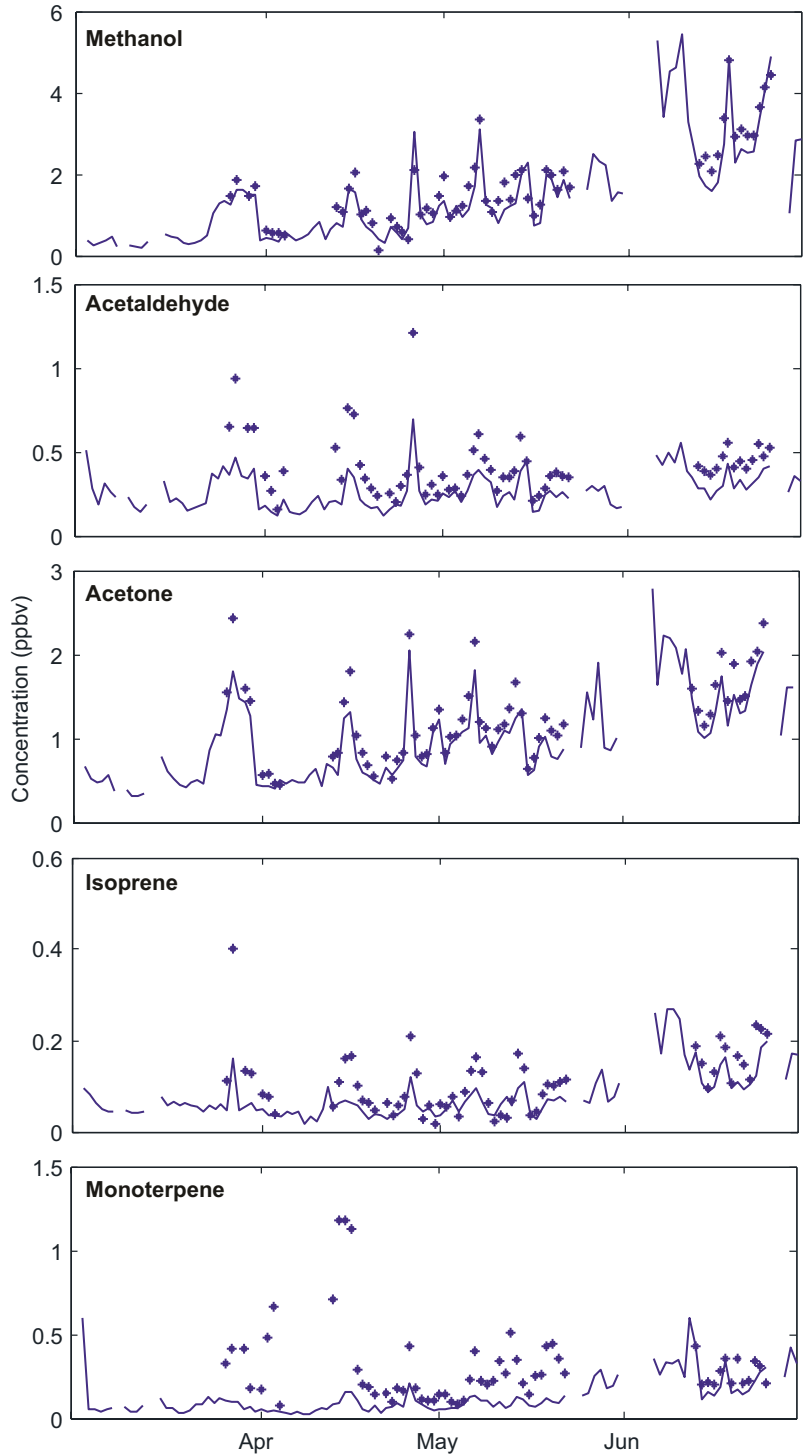 Methanol
6
4
2
0
Acetaldehyde
1.5
1
0.5
0
Acetone
3
2
1
0
Concentration (ppbv)
Isoprene
0.6
0.4
0.2
0
Monoterpene
1.5
1
0.5
0
Apr May Jun